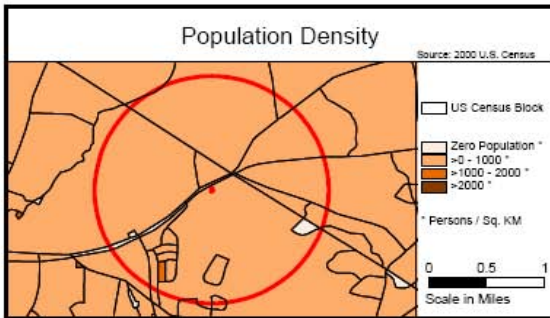 Population Density
Source: 2000 U.S. Census
US Census Block
Zero Population *
>0 - 1000 *
>1000 - 2000 *
>2000 *
* Persons / Sq. KM
0 0.5 1
Scale in Miles